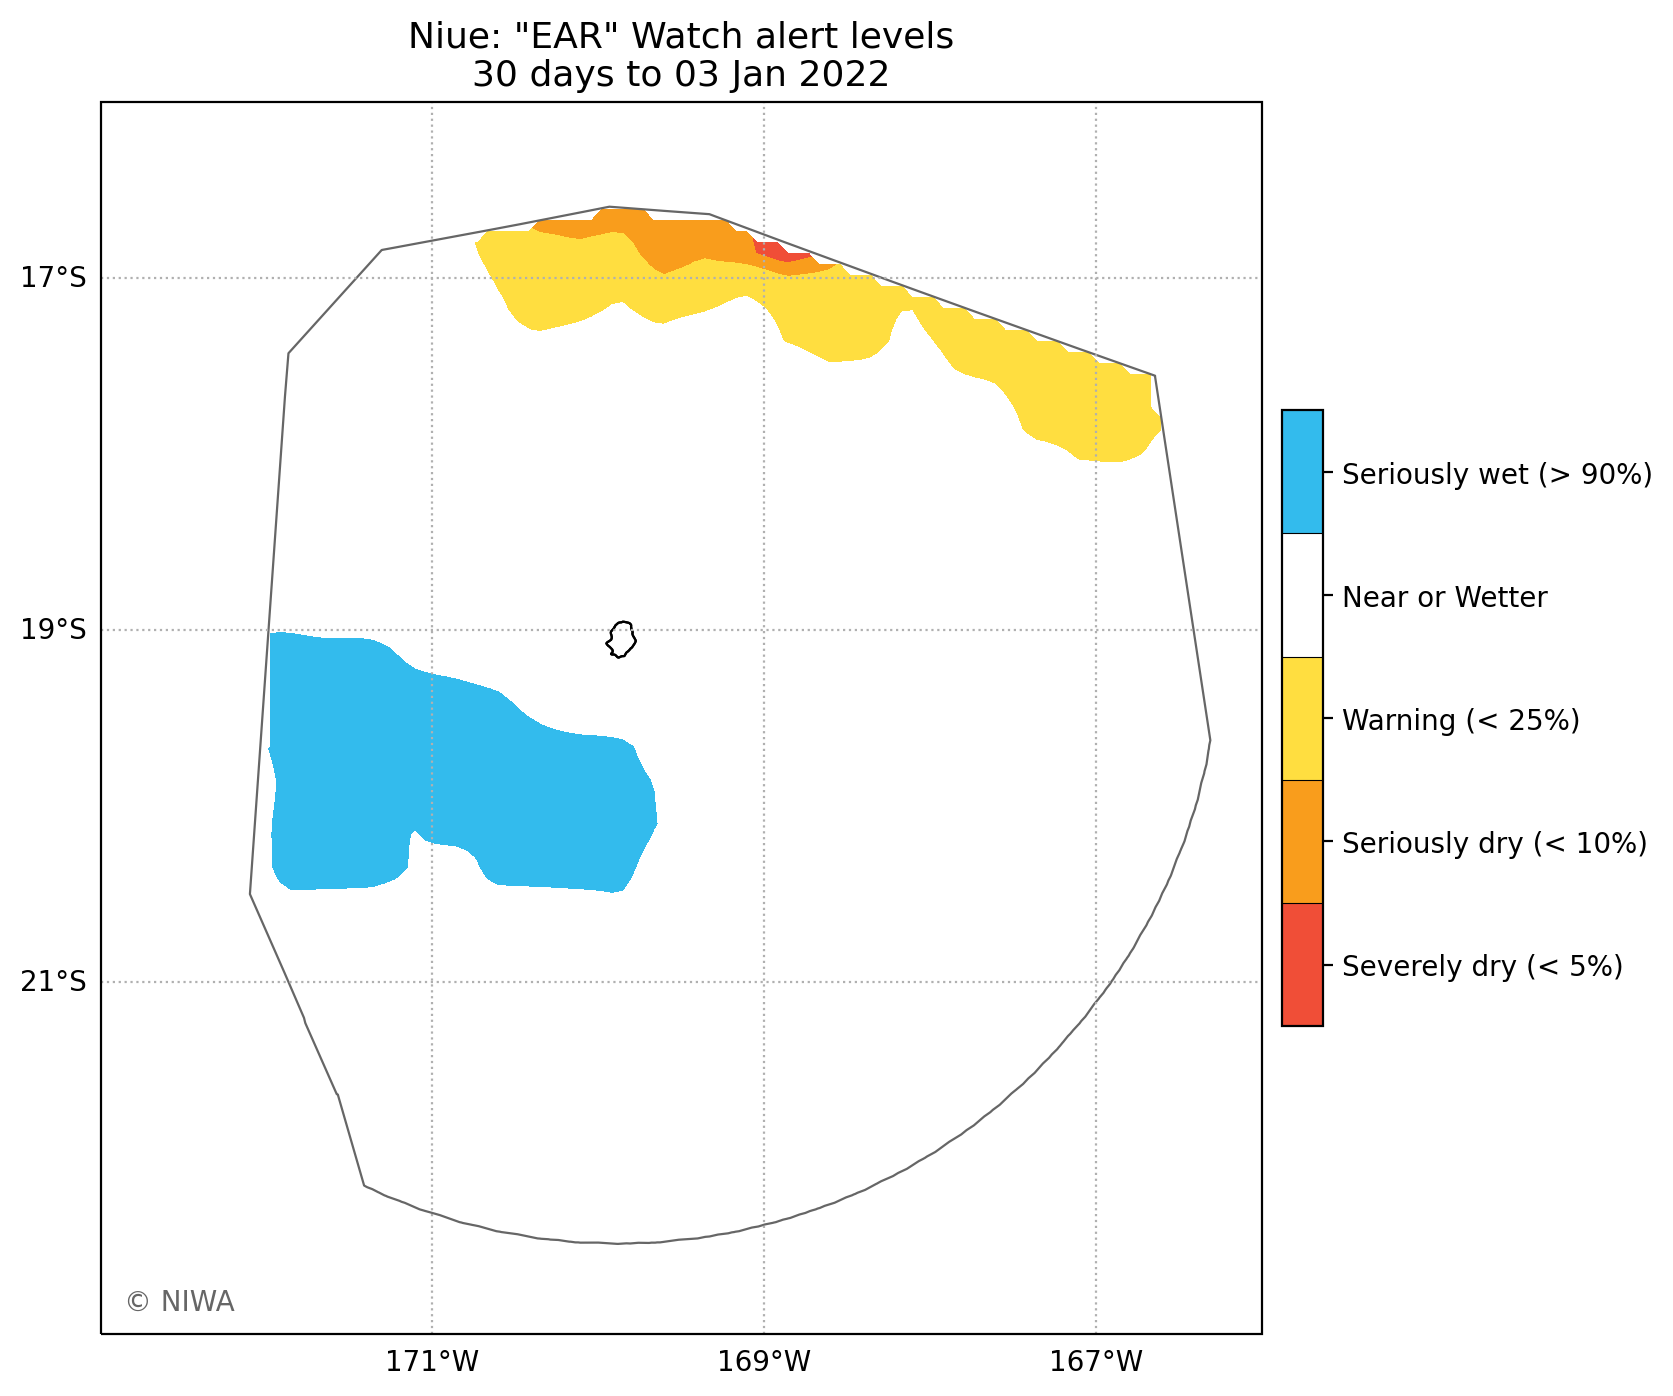 Niue: "EAR" Watch alert levels
30 days to 03 Jan 2022
17°S
19°S
21°S
171°W
169°W
167°W
Seriously wet (> 90%)
Near or Wetter
Warning (< 25%)
Seriously dry (< 10%)
Severely dry (< 5%)
© NIWA